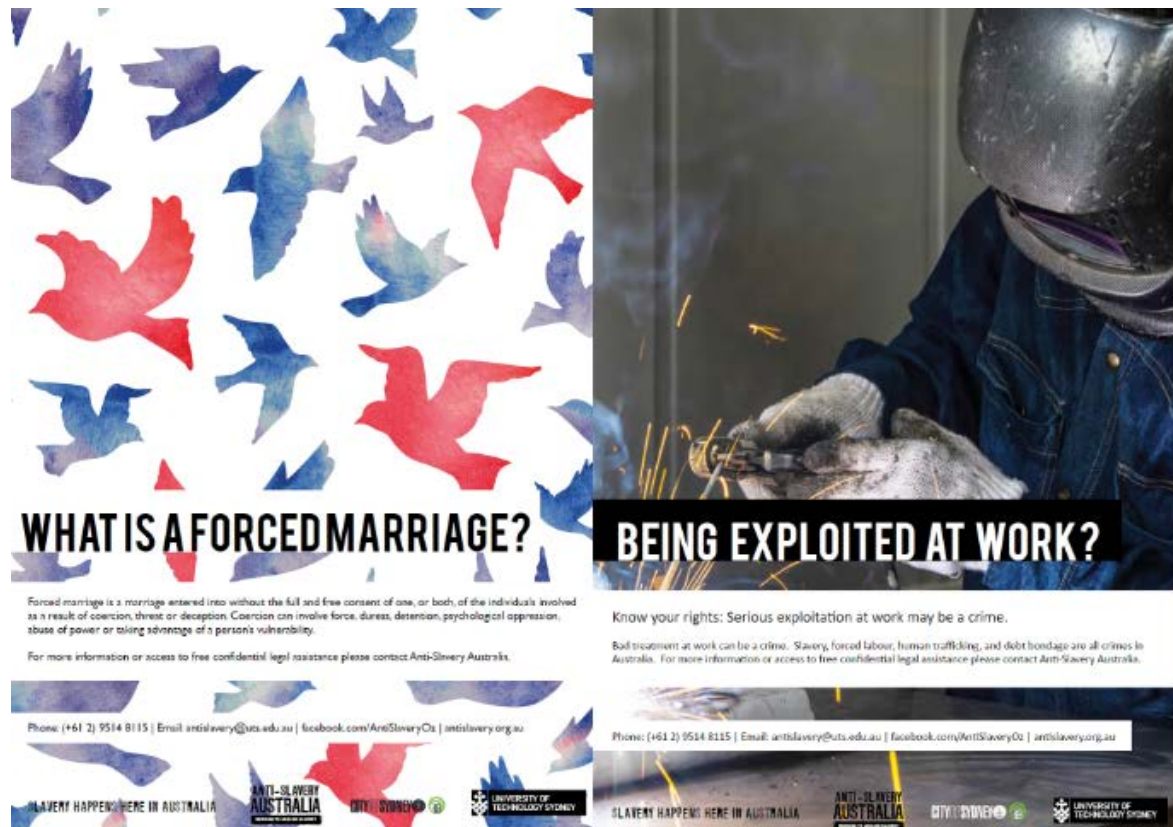 WHAT IS A FORCED MARRIAGE?
Forced marriage is a marriage entered into without the full and free consent of one, or both, of the individuals involved
as a result of coercion, threat or deception. Coercion can involve force, duress, detention, psychological oppression,
abuse of power or taking advantage of a person's vulnerability.
For more information or access to free confidential legal assistance please contact Anti-Slavery Australia.
Phone: (+61 2) 9514 8115 | Email: antislavery@uts.edu.au | facebook.com/AntiSlaveryOz | antislavery.org.au
SLAVERY HAPPENS HERE IN AUSTRALIA
ANTI-SLAVERY
AUSTRALIA
CITY OF SYDNEY
UNIVERSITY OF
TECHNOLOGY SYDNEY
BEING EXPLOITED AT WORK?
Know your rights: Serious exploitation at work may be a crime.
Bad treatment at work can be a crime. Slavery, forced labour, human trafficking, and debt bondage are all crimes in
Australia. For more information or access to free confidential legal assistance please contact Anti-Slavery Australia.
Phone: (+61 2) 9514 8115 | Email: antislavery@uts.edu.au | facebook.com/AntiSlaveryOz | antislavery.org.au
SLAVERY HAPPENS HERE IN AUSTRALIA
ANTI-SLAVERY
AUSTRALIA
CITY OF SYDNEY
UNIVERSITY OF
TECHNOLOGY SYDNEY